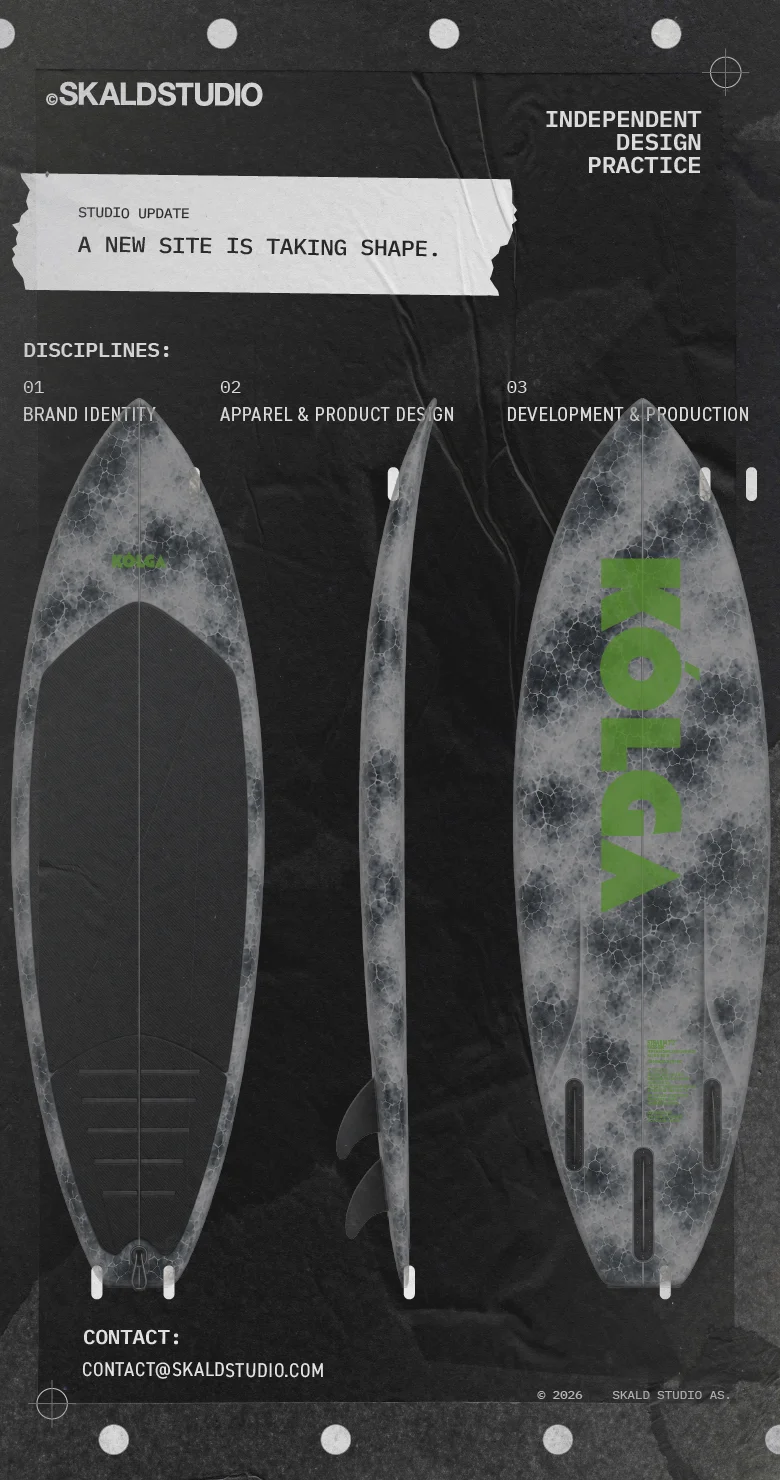 ©SKALDSTUDIO
INDEPENDENT
DESIGN
PRACTICE
STUDIO UPDATE
A NEW SITE IS TAKING SHAPE.
DISCIPLINES:
01
BRAND IDENTITY
02
APPAREL & PRODUCT DESIGN
03
DEVELOPMENT & PRODUCTION
KÓLGA
KÓLGA
CONTACT:
CONTACT@SKALDSTUDIO.COM
© 2026 SKALD STUDIO AS.